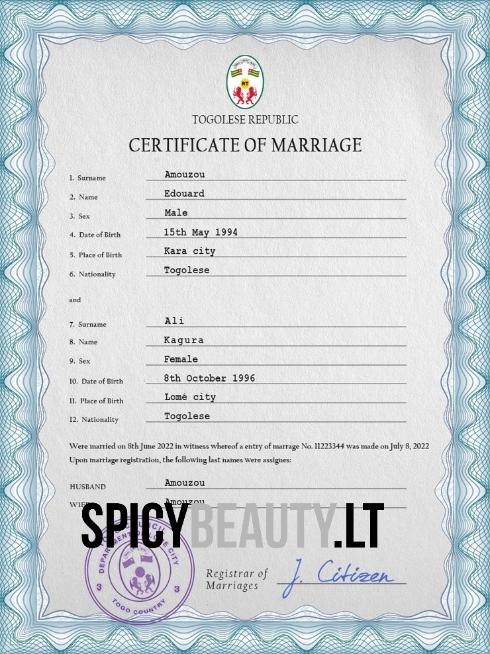 RT
TOGOLESE REPUBLIC
CERTIFICATE OF MARRIAGE
1. Surname Amouzou
2. Name Edouard
3. Sex Male
4. Date of Birth 15th May 1994
5. Place of Birth Kara city
6. Nationality Togolese
and
7. Surname Ali
8. Name Kagura
9. Sex Female
10. Date of Birth 8th October 1996
11. Place of Birth Lomé city
12. Nationality Togolese
Were married on 8th June 2022 in witness whereof a entry of marrage No. 11223344 was made on July 8, 2022
Upon marriage registration, the following last names were assignes:
HUSBAND Amouzou
WIFE Amouzou
SPICYBEAUTY.LT
CITY
3 3
TOGO COUNTRY
Registrar of
Marriages
J. Citizen